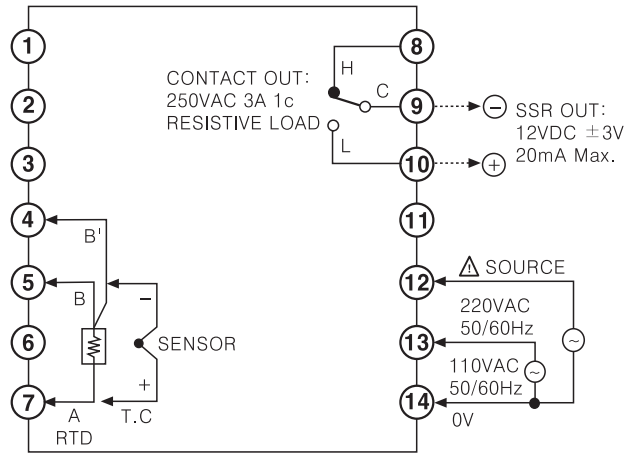 1
2
3
4
5
6
7
8
9
10
11
12
13
14
CONTACT OUT:
250VAC 3A 1c
RESISTIVE LOAD
H
C
L
SSR OUT:
12VDC ±3V
20mA Max.
−
+
B'
B
A
RTD
−
+
SENSOR
T.C
⚠ SOURCE
220VAC
50/60Hz
~
110VAC
50/60Hz
~
0V